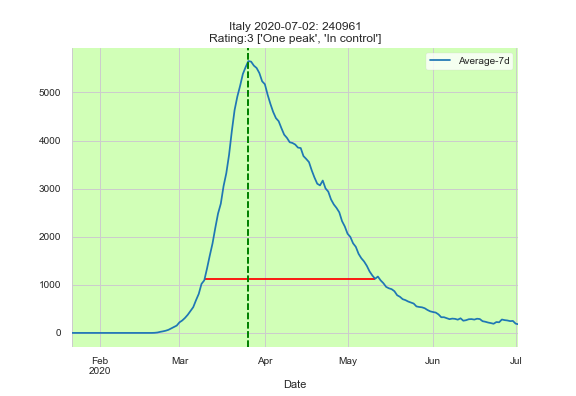 Italy 2020-07-02: 240961
Rating:3 ['One peak', 'In control']
Average-7d
5000
4000
3000
2000
1000
0
Feb
2020
Mar
Apr
May
Jun
Jul
Date